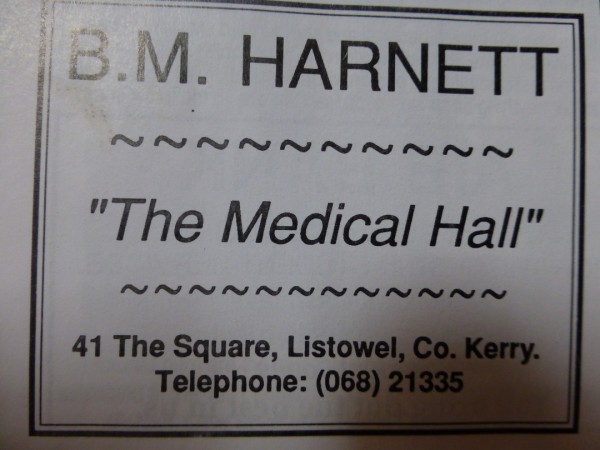 B.M. HARNETT
~ ~ ~ ~ ~ ~ ~ ~ ~ ~
"The Medical Hall"
~ ~ ~ ~ ~ ~ ~ ~ ~ ~ ~ ~ ~
41 The Square, Listowel, Co. Kerry.
Telephone: (068) 21335